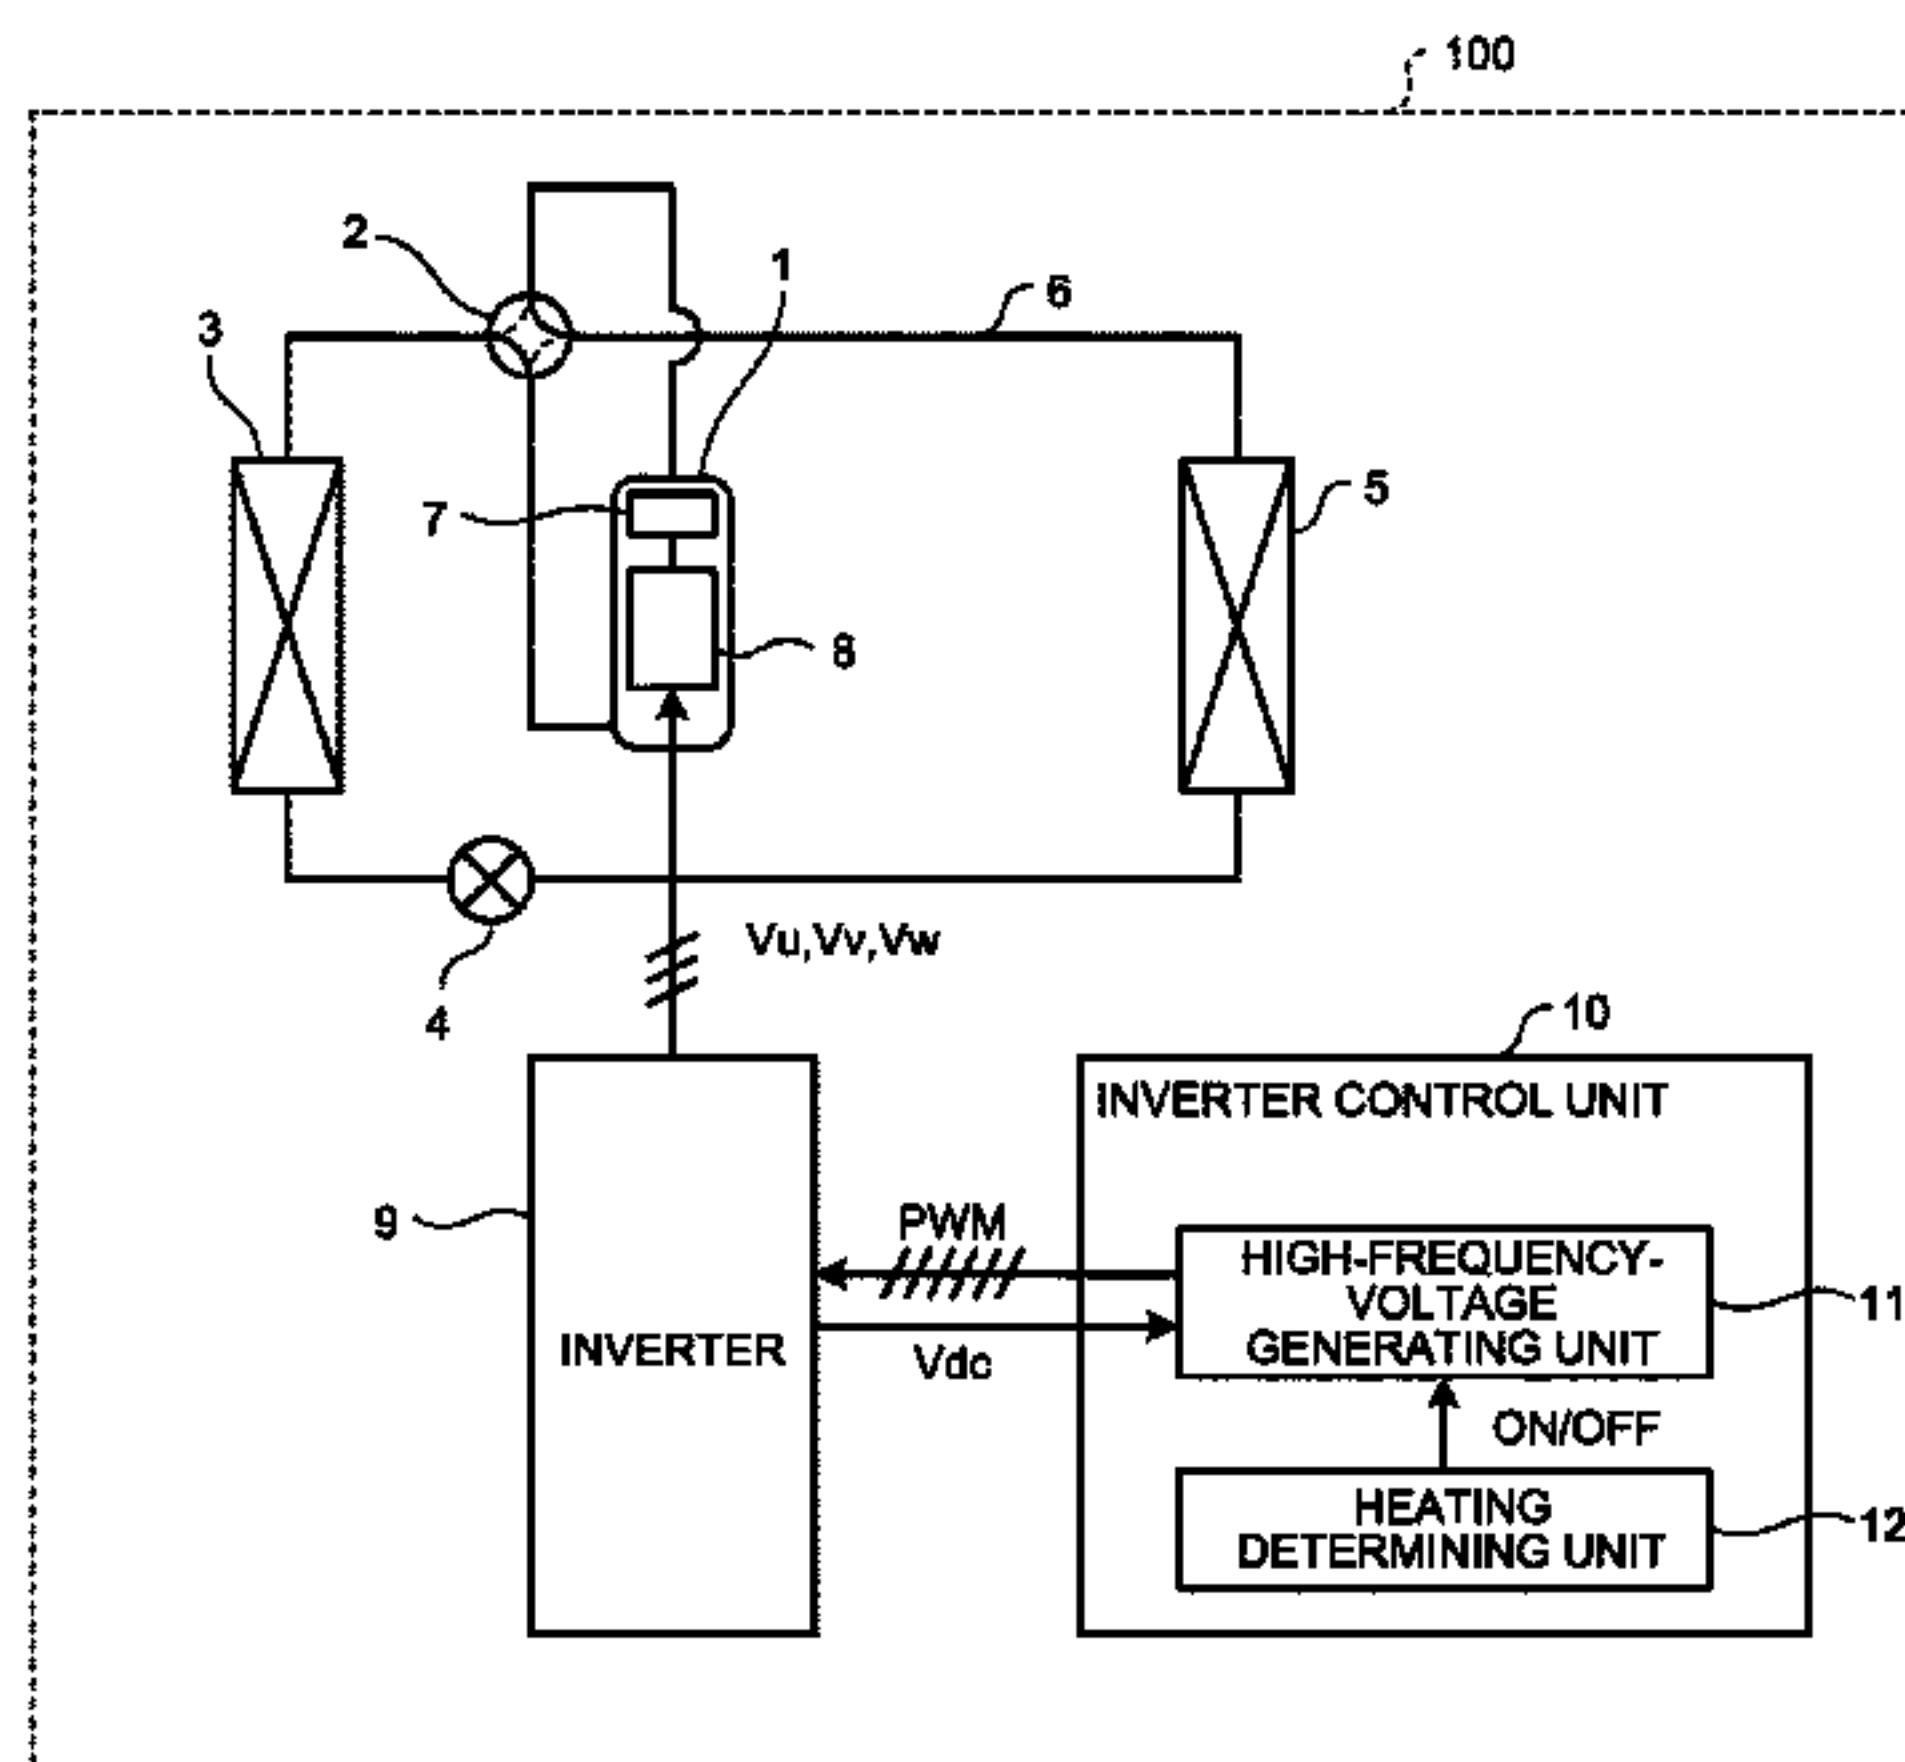 100
2
1
6
3
5
7
8
Vu,Vv,Vw
4
10
INVERTER CONTROL UNIT
9
PWM
HIGH-FREQUENCY-
VOLTAGE
GENERATING UNIT
11
INVERTER
Vdc
ON/OFF
HEATING
DETERMINING UNIT
12